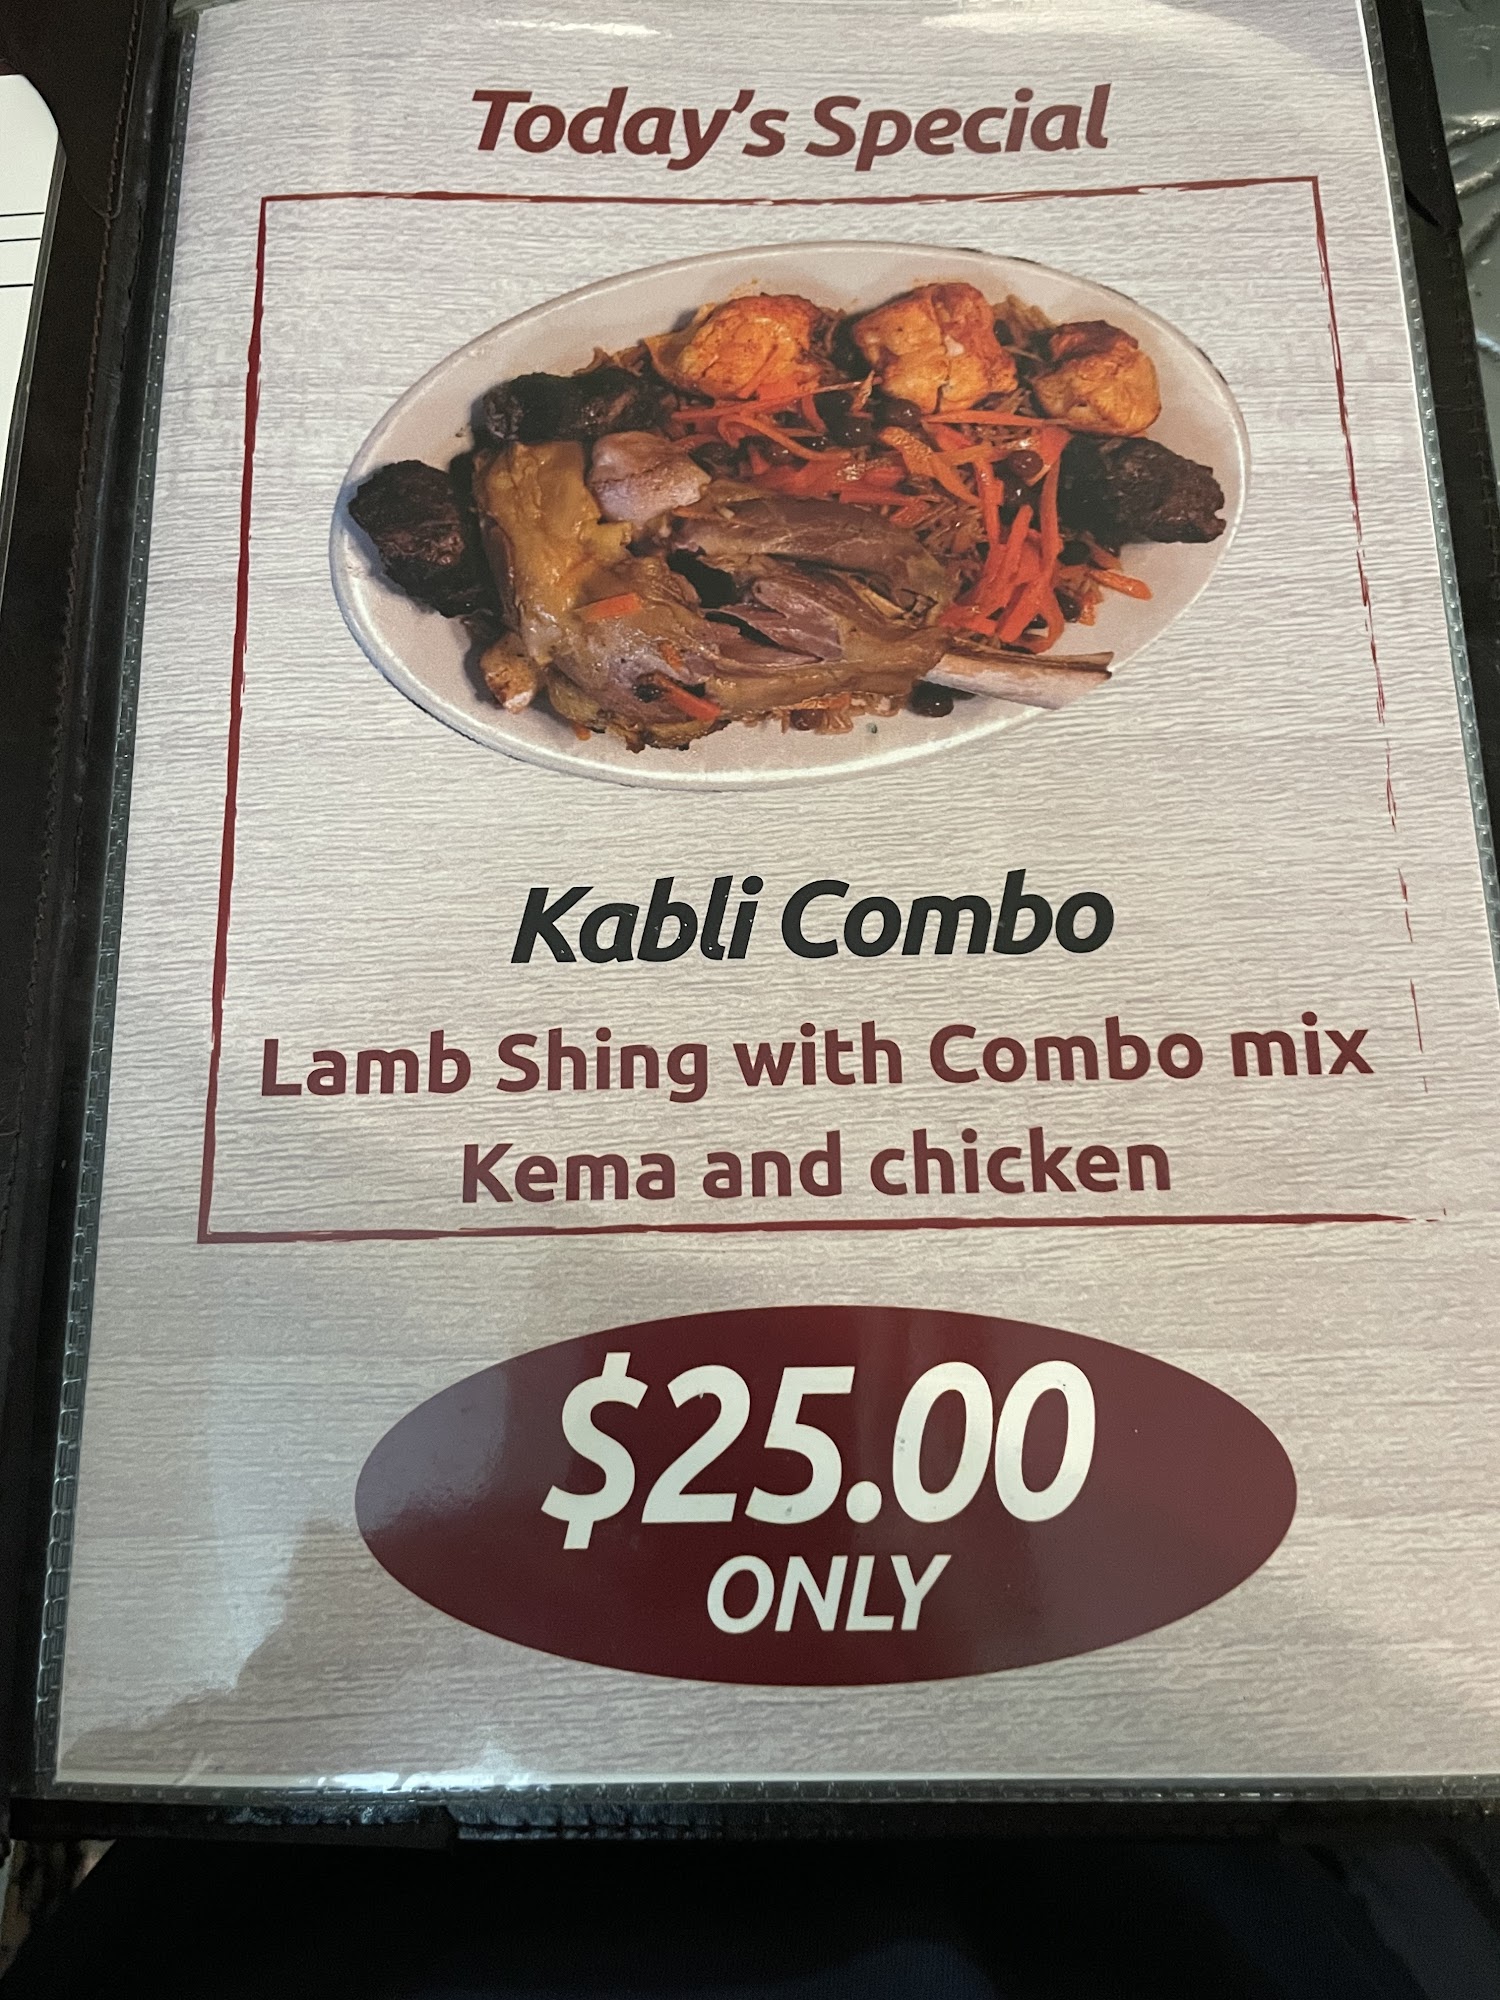 Today's Special
Kabli Combo
Lamb Shing with Combo mix
Kema and chicken
$25.00
ONLY